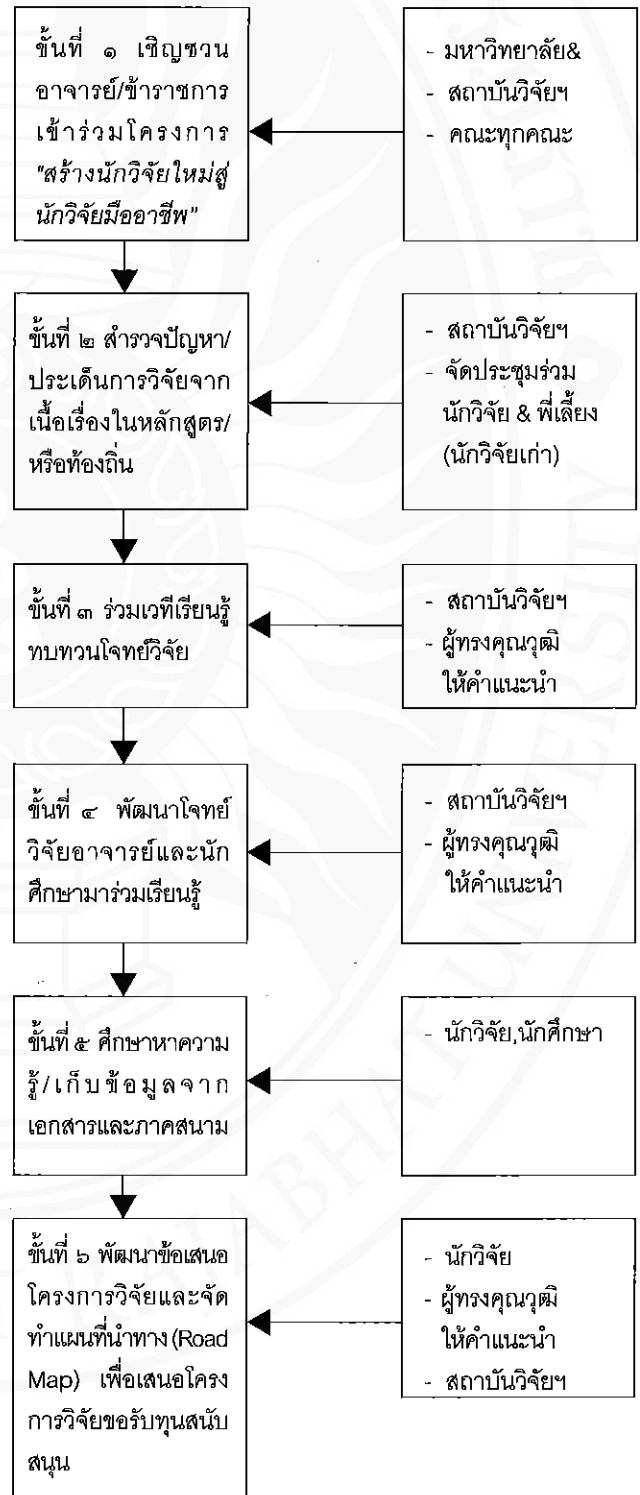 ขั้นที่ ๑ เชิญชวน
อาจารย์/ข้าราชการ
เข้าร่วมโครงการ
"สร้างนักวิจัยใหม่สู่
นักวิจัยมืออาชีพ"
- มหาวิทยาลัย&
- สถาบันวิจัยฯ
- คณะทุกคณะ
ขั้นที่ ๒ สำรวจปัญหา/
ประเด็นการวิจัยจาก
เนื้อเรื่องในหลักสูตร/
หรือท้องถิ่น
- สถาบันวิจัยฯ
- จัดประชุมร่วม
นักวิจัย & พี่เลี้ยง
(นักวิจัยเก่า)
ขั้นที่ ๓ ร่วมเวทีเรียนรู้
ทบทวนโจทย์วิจัย
- สถาบันวิจัยฯ
- ผู้ทรงคุณวุฒิ
ให้คำแนะนำ
ขั้นที่ ๔ พัฒนาโจทย์
วิจัยอาจารย์และนัก
ศึกษามาร่วมเรียนรู้
- สถาบันวิจัยฯ
- ผู้ทรงคุณวุฒิ
ให้คำแนะนำ
ขั้นที่ ๕ ศึกษาหาความ
รู้/เก็บข้อมูลจาก
เอกสารและภาคสนาม
- นักวิจัย,นักศึกษา
ขั้นที่ ๖ พัฒนาข้อเสนอ
โครงการวิจัยและจัด
ทำแผนที่นำทาง (Road
Map) เพื่อเสนอโครง
การวิจัยขอรับทุนสนับ
สนุน
- นักวิจัย
- ผู้ทรงคุณวุฒิ
ให้คำแนะนำ
- สถาบันวิจัยฯ